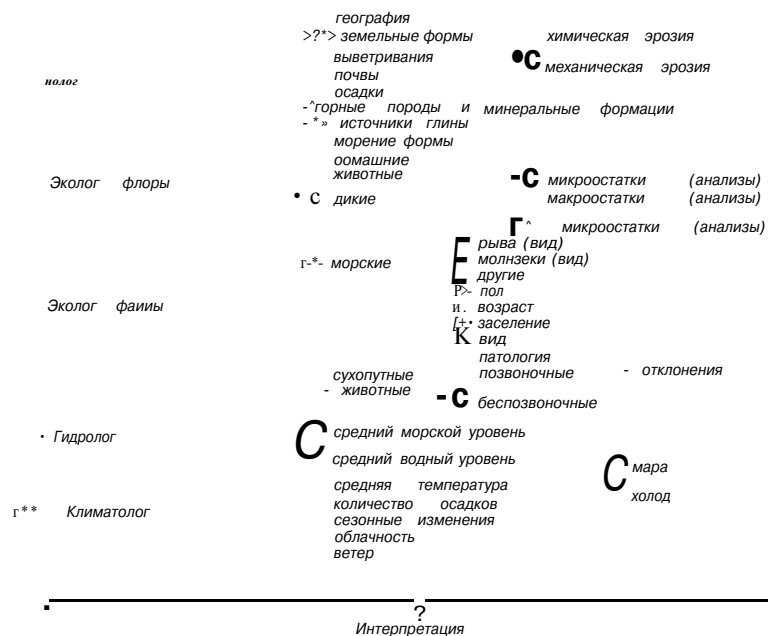 география
>?*> земельные формы химическая эрозия
выветривания •С механическая эрозия
нолог почвы
осадки
-^горные породы и минеральные формации
-*» источники глины
морение формы
оомашние
животные
Эколог флоры -С микроостатки (анализы)
• С дикие макроостатки (анализы)
Г^ микроостатки (анализы)
Е рыва (вид)
г-*- морские молнзеки (вид)
другие
Р>- пол
Эколог фаииы и. возраст
[+• заселение
К вид
патология
сухопутные позвоночные - отклонения
- животные -С беспозвоночные
• Гидролог С средний морской уровень
средний водный уровень С мара
средняя температура
холод
количество осадков
г** Климатолог сезонные изменения
облачность
ветер
?
Интерпретация